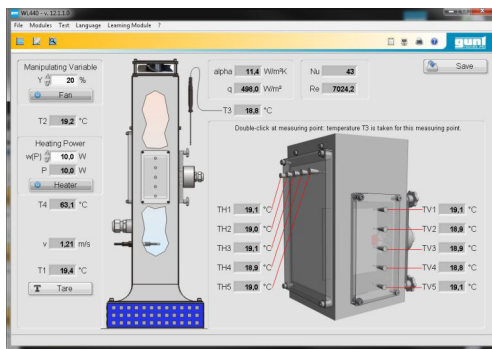 WL440 - v. 12.1.1.0
File Modules Test Language Learning Module ?
gunt
Manipulating Variable
Y 20 %
Fan
T2 19,2 °C
Heating Power
w(P) 10,0 W
P 10,0 W
Heater
T4 63,1 °C
v 1,21 m/s
T1 19,4 °C
T Tare
alpha 11,4 W/m²K
q 498,0 W/m²
T3 18,8 °C
Nu 43
Re 7024,2
Save
Double-click at measuring point: temperature T3 is taken for this measuring point.
TH1 19,1 °C
TH2 19,0 °C
TH3 19,1 °C
TH4 18,9 °C
TH5 19,0 °C
TV1 19,1 °C
TV2 18,9 °C
TV3 18,9 °C
TV4 18,8 °C
TV5 19,1 °C